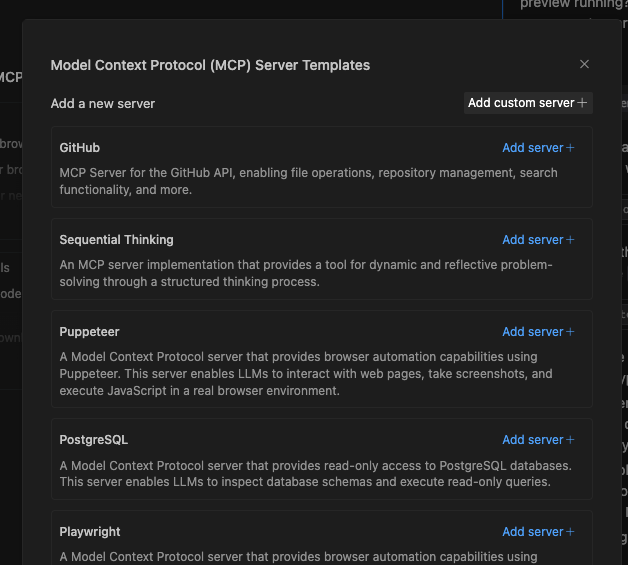 preview running?
Model Context Protocol (MCP) Server Templates
MCP
Add a new server
Add custom server+
GitHub
Add server+
MCP Server for the GitHub API, enabling file operations, repository management, search
functionality, and more.
Sequential Thinking
Add server+
An MCP server implementation that provides a tool for dynamic and reflective problem-
solving through a structured thinking process.
Puppeteer
Add server+
A Model Context Protocol server that provides browser automation capabilities using
Puppeteer. This server enables LLMs to interact with web pages, take screenshots, and
execute JavaScript in a real browser environment.
PostgreSQL
Add server+
A Model Context Protocol server that provides read-only access to PostgreSQL databases.
This server enables LLMs to inspect database schemas and execute read-only queries.
Playwright
Add server+
A Model Context Protocol server that provides browser automation capabilities using